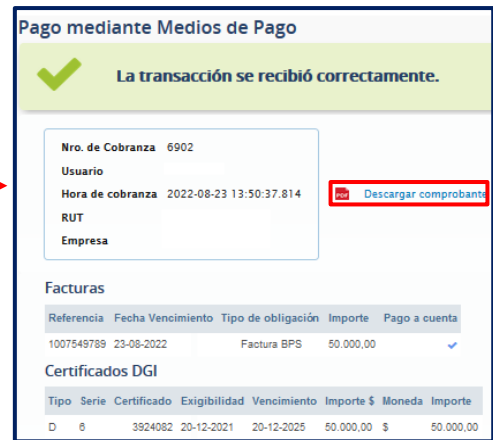 Pago mediante Medios de Pago
La transacción se recibió correctamente.
Nro. de Cobranza 6902
Usuario
Hora de cobranza 2022-08-23 13:50:37.814
PDF Descargar comprobante
RUT
Empresa
Facturas
Referencia Fecha Vencimiento Tipo de obligación Importe Pago a cuenta
1007549789 23-08-2022 Factura BPS 50.000,00
Certificados DGI
Tipo Serie Certificado Exigibilidad Vencimiento Importe $ Moneda Importe
D 6 3924082 20-12-2021 20-12-2025 50.000,00 $ 50.000,00